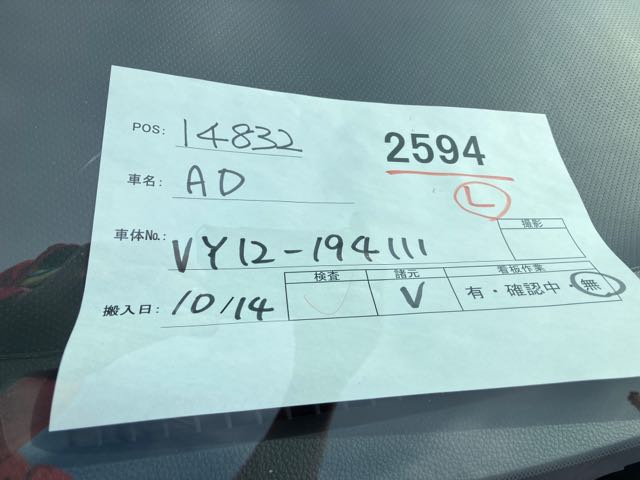 POS: 14832
2594
車名: AD
L
車体No.: VY12-194111
撮影
搬入日: 10/14
検査 諸元 看板作業
V 有・確認中・無